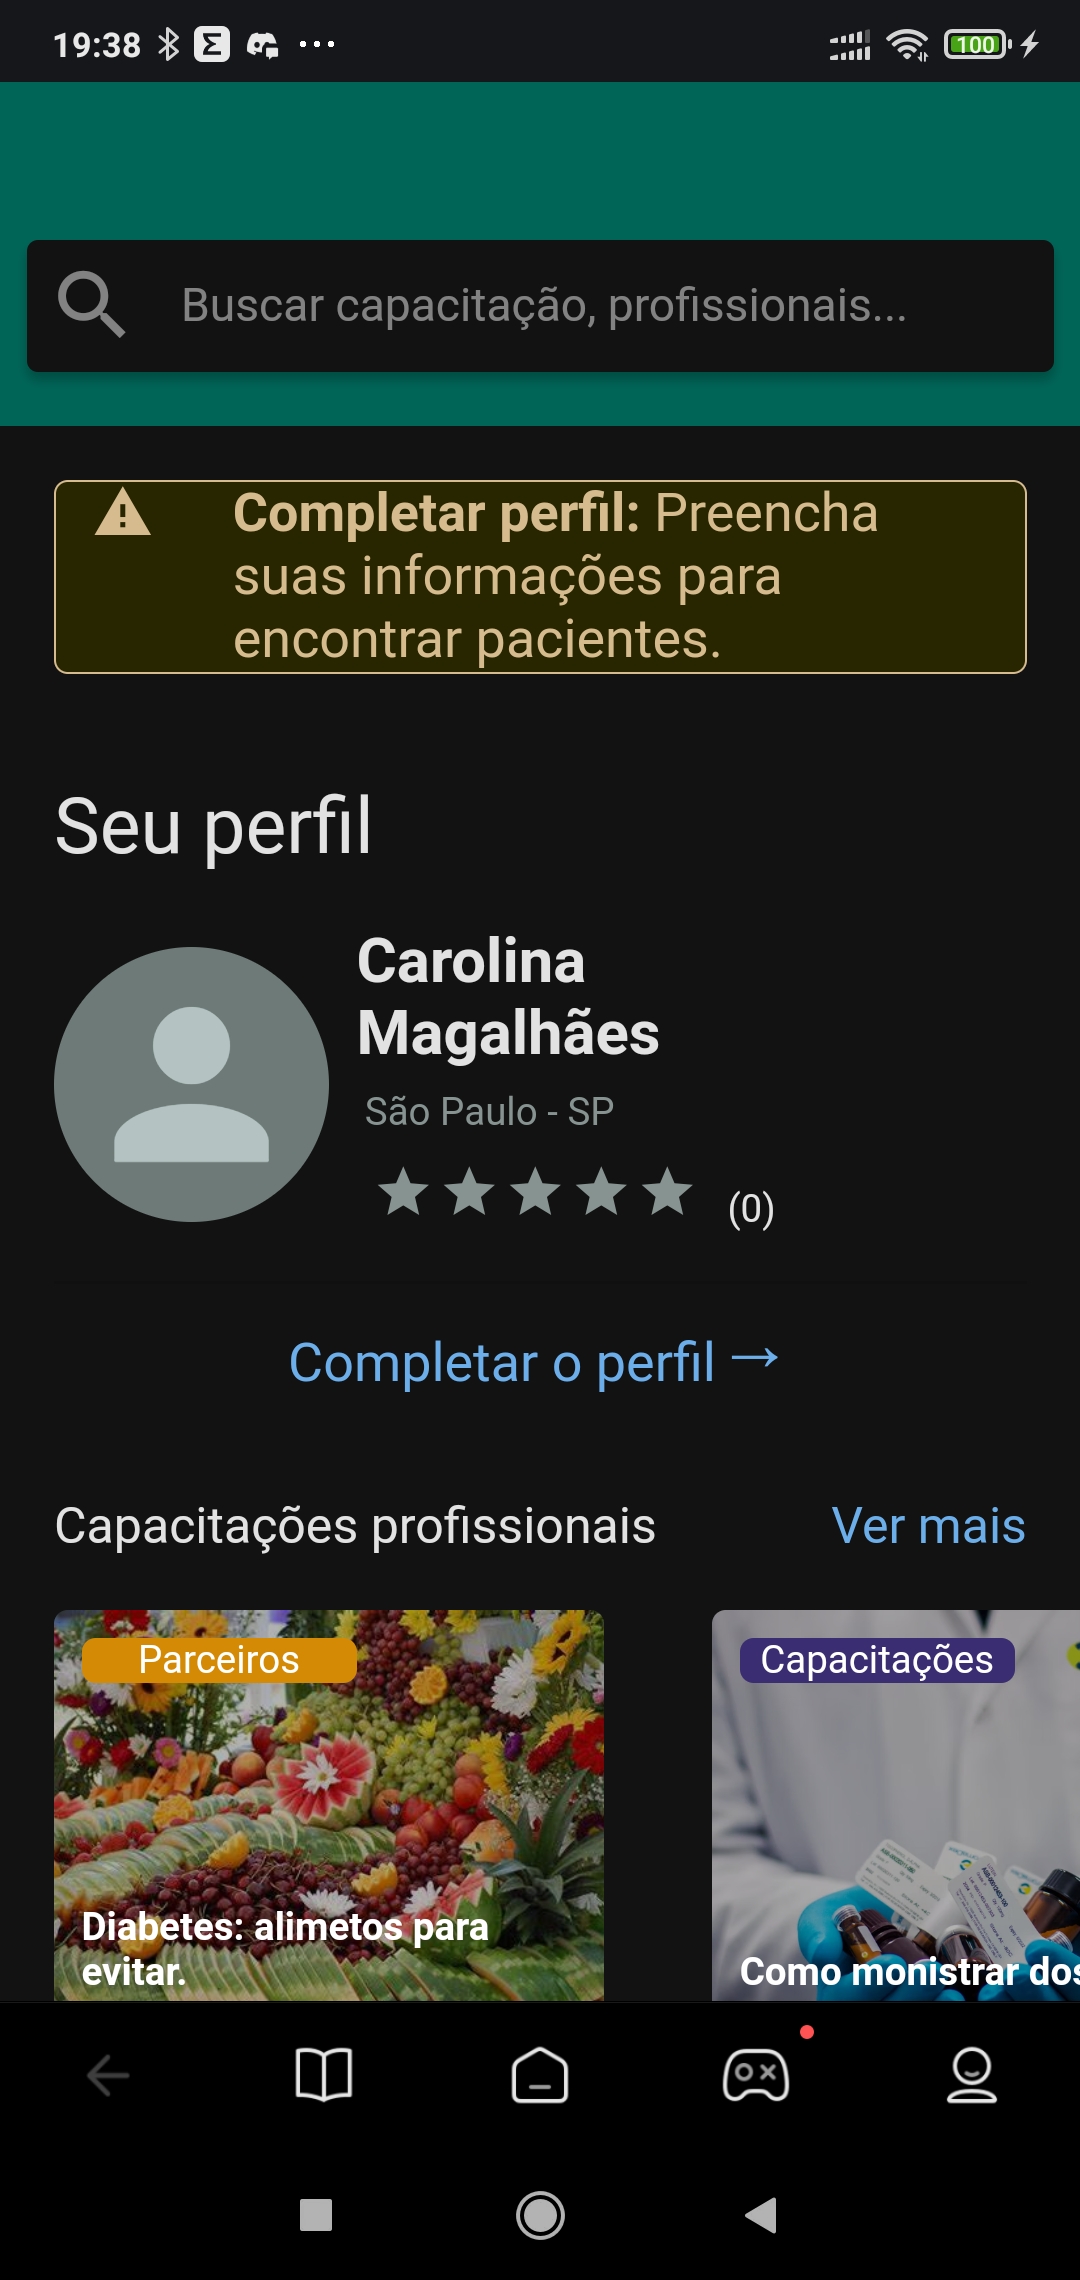 19:38
100
Buscar capacitação, profissionais...
Completar perfil: Preencha
suas informações para
encontrar pacientes.
Seu perfil
Carolina
Magalhães
São Paulo - SP
(0)
Completar o perfil →
Capacitações profissionais
Ver mais
Parceiros
Diabetes: alimetos para
evitar.
Capacitações
Como monistrar dos